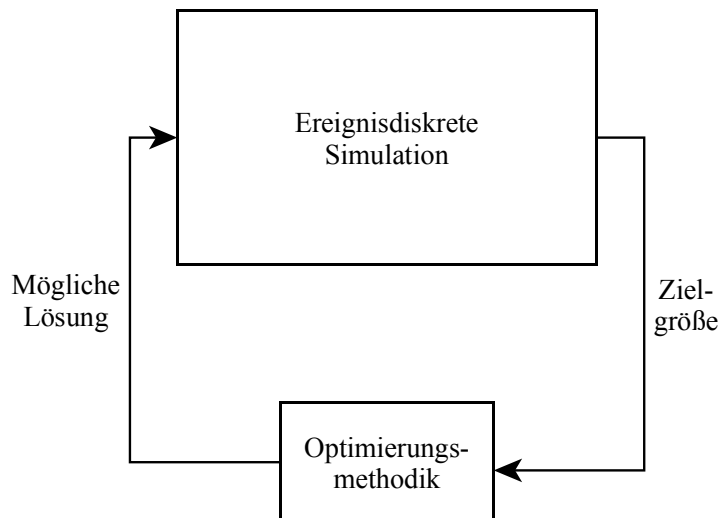 Ereignisdiskrete
Simulation
Mögliche
Lösung
Ziel-
größe
Optimierungs-
methodik